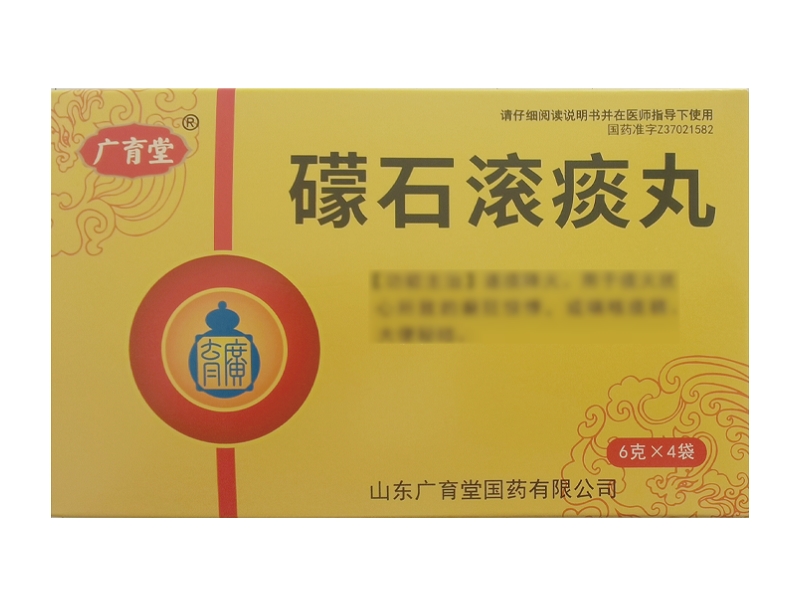 广育堂®
请仔细阅读说明书并在医师指导下使用
国药准字Z37021582
礞石滚痰丸
育廣
6克×4袋
山东广育堂国药有限公司